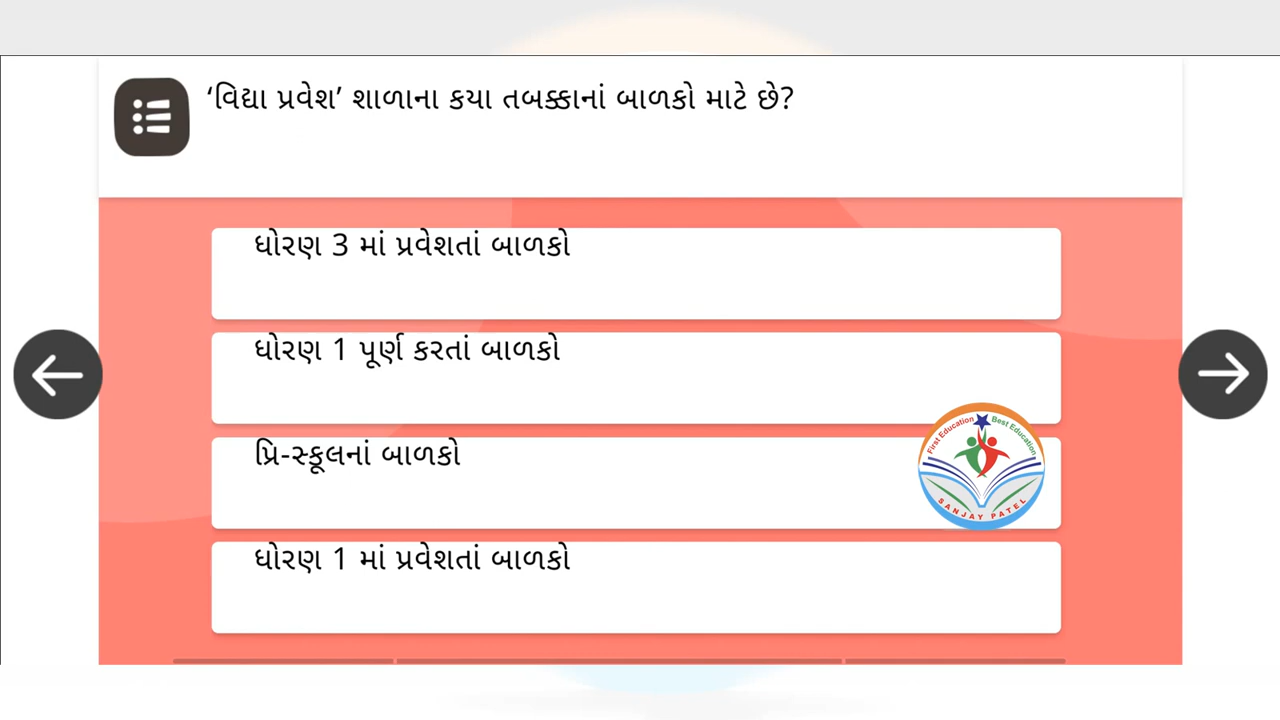 ‘વિદ્યા પ્રવેશ’ શાળાના કયા તબક્કાનાં બાળકો માટે છે?
ધોરણ 3 માં પ્રવેશતાં બાળકો
ધોરણ 1 પૂર્ણ કરતાં બાળકો
પ્રિ-સ્કૂલનાં બાળકો
First Education Best Education
SANJAY PATEL
ધોરણ 1 માં પ્રવેશતાં બાળકો